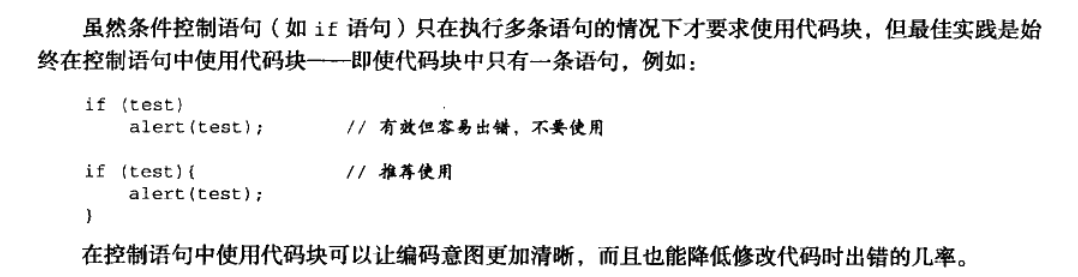 虽然条件控制语句（如 if 语句）只在执行多条语句的情况下才要求使用代码块，但最佳实践是始
终在控制语句中使用代码块——即使代码块中只有一条语句，例如：
if (test)
    alert(test);        // 有效但容易出错，不要使用
if (test){              // 推荐使用
    alert(test);
}
在控制语句中使用代码块可以让编码意图更加清晰，而且也能降低修改代码时出错的几率。